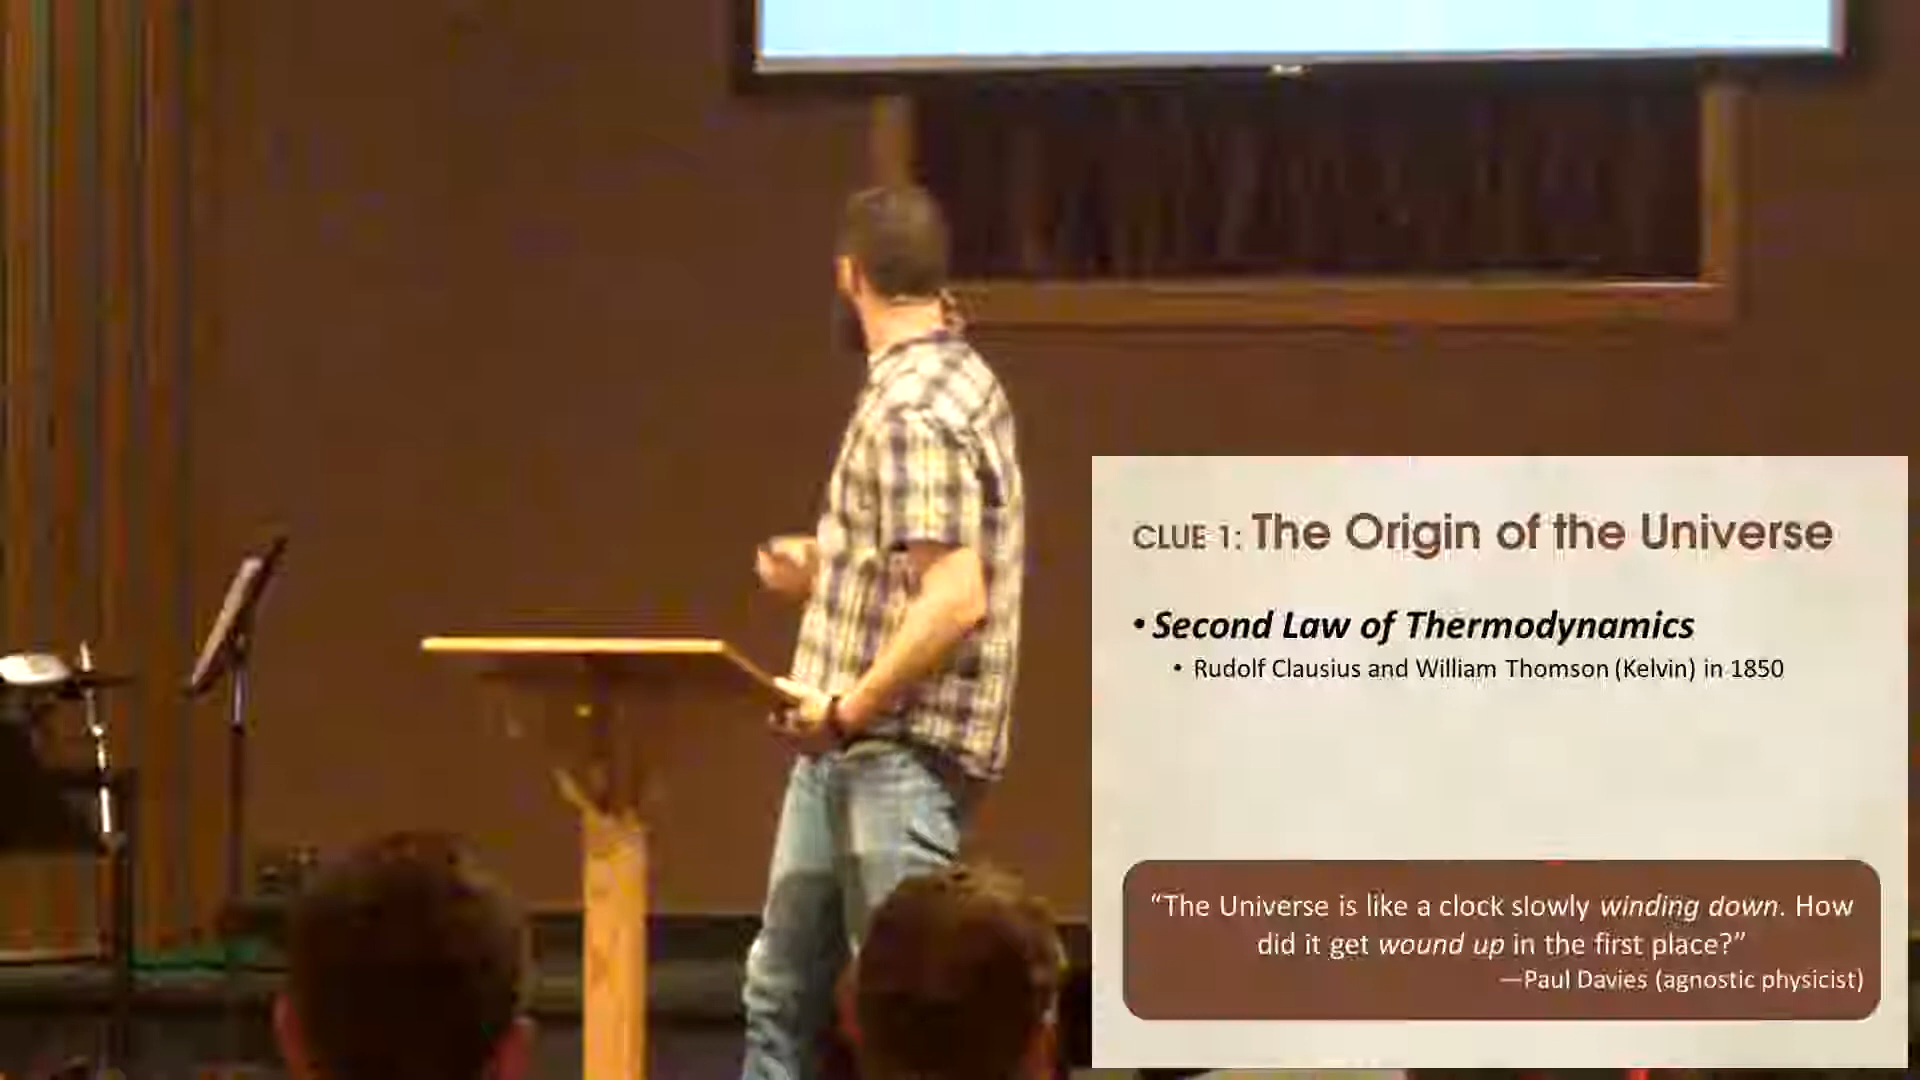 CLUE 1: The Origin of the Universe
• Second Law of Thermodynamics
• Rudolf Clausius and William Thomson (Kelvin) in 1850
“The Universe is like a clock slowly winding down. How
did it get wound up in the first place?”
—Paul Davies (agnostic physicist)